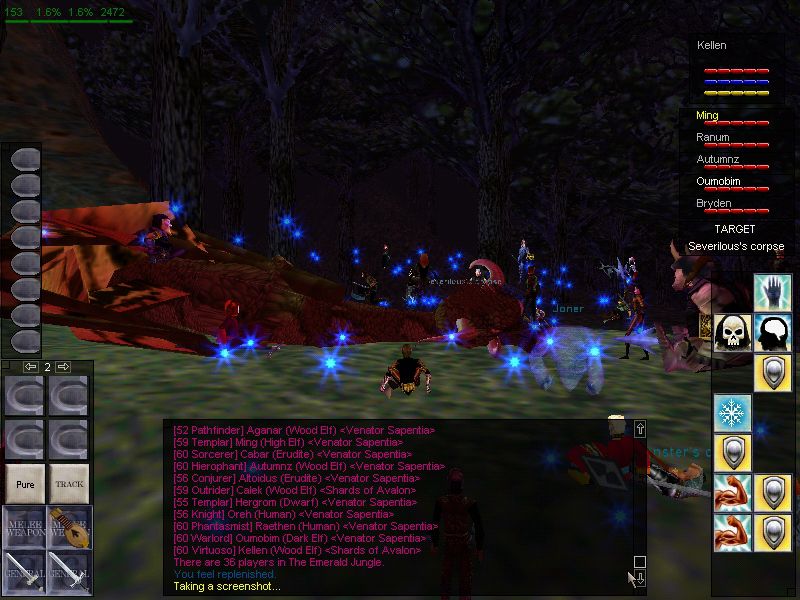 153 1.6% 1.6% 2472
Kellen
Ming
Ranum
Autumnz
Oumobim
Bryden
TARGET
Severilous's corpse
Joner
2
Pure
TRACK
MELEE WEAPON
GENERAL
GENERAL
[52 Pathfinder] Aganar (Wood Elf) <Venator Sapentia>
[59 Templar] Ming (High Elf) <Venator Sapentia>
[60 Sorcerer] Cabar (Erudite) <Venator Sapentia>
[60 Hierophant] Autumnz (Wood Elf) <Venator Sapentia>
[56 Conjurer] Altoidus (Erudite) <Venator Sapentia>
[59 Outrider] Calek (Wood Elf) <Shards of Avalon>
[55 Templar] Hergrom (Dwarf) <Venator Sapentia>
[56 Knight] Oreh (Human) <Venator Sapentia>
[60 Phantasmist] Raethen (Human) <Venator Sapentia>
[60 Warlord] Oumobim (Dark Elf) <Venator Sapentia>
[60 Virtuoso] Kellen (Wood Elf) <Shards of Avalon>
There are 36 players in The Emerald Jungle.
You feel replenished.
Taking a screenshot...